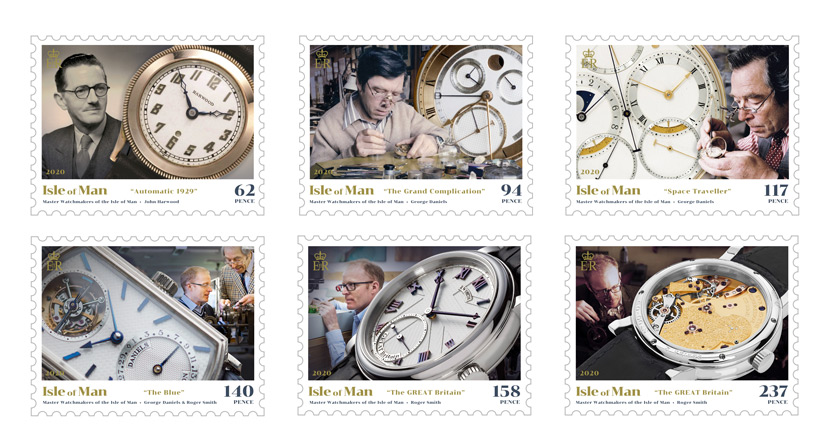 HARWOOD
2020
Isle of Man "Automatic 1929" 62
Master Watchmakers of the Isle of Man • John Harwood PENCE
ER
2020
Isle of Man "The Grand Complication" 94
Master Watchmakers of the Isle of Man • George Daniels PENCE
ER
2020
Isle of Man "Space Traveller" 117
Master Watchmakers of the Isle of Man • George Daniels PENCE
ER
DANIELS
2020
Isle of Man "The Blue" 140
Master Watchmakers of the Isle of Man • George Daniels & Roger Smith PENCE
ER
2020
Isle of Man "The GREAT Britain" 158
Master Watchmakers of the Isle of Man • Roger Smith PENCE
ER
2020
Isle of Man "The GREAT Britain" 237
Master Watchmakers of the Isle of Man • Roger Smith PENCE